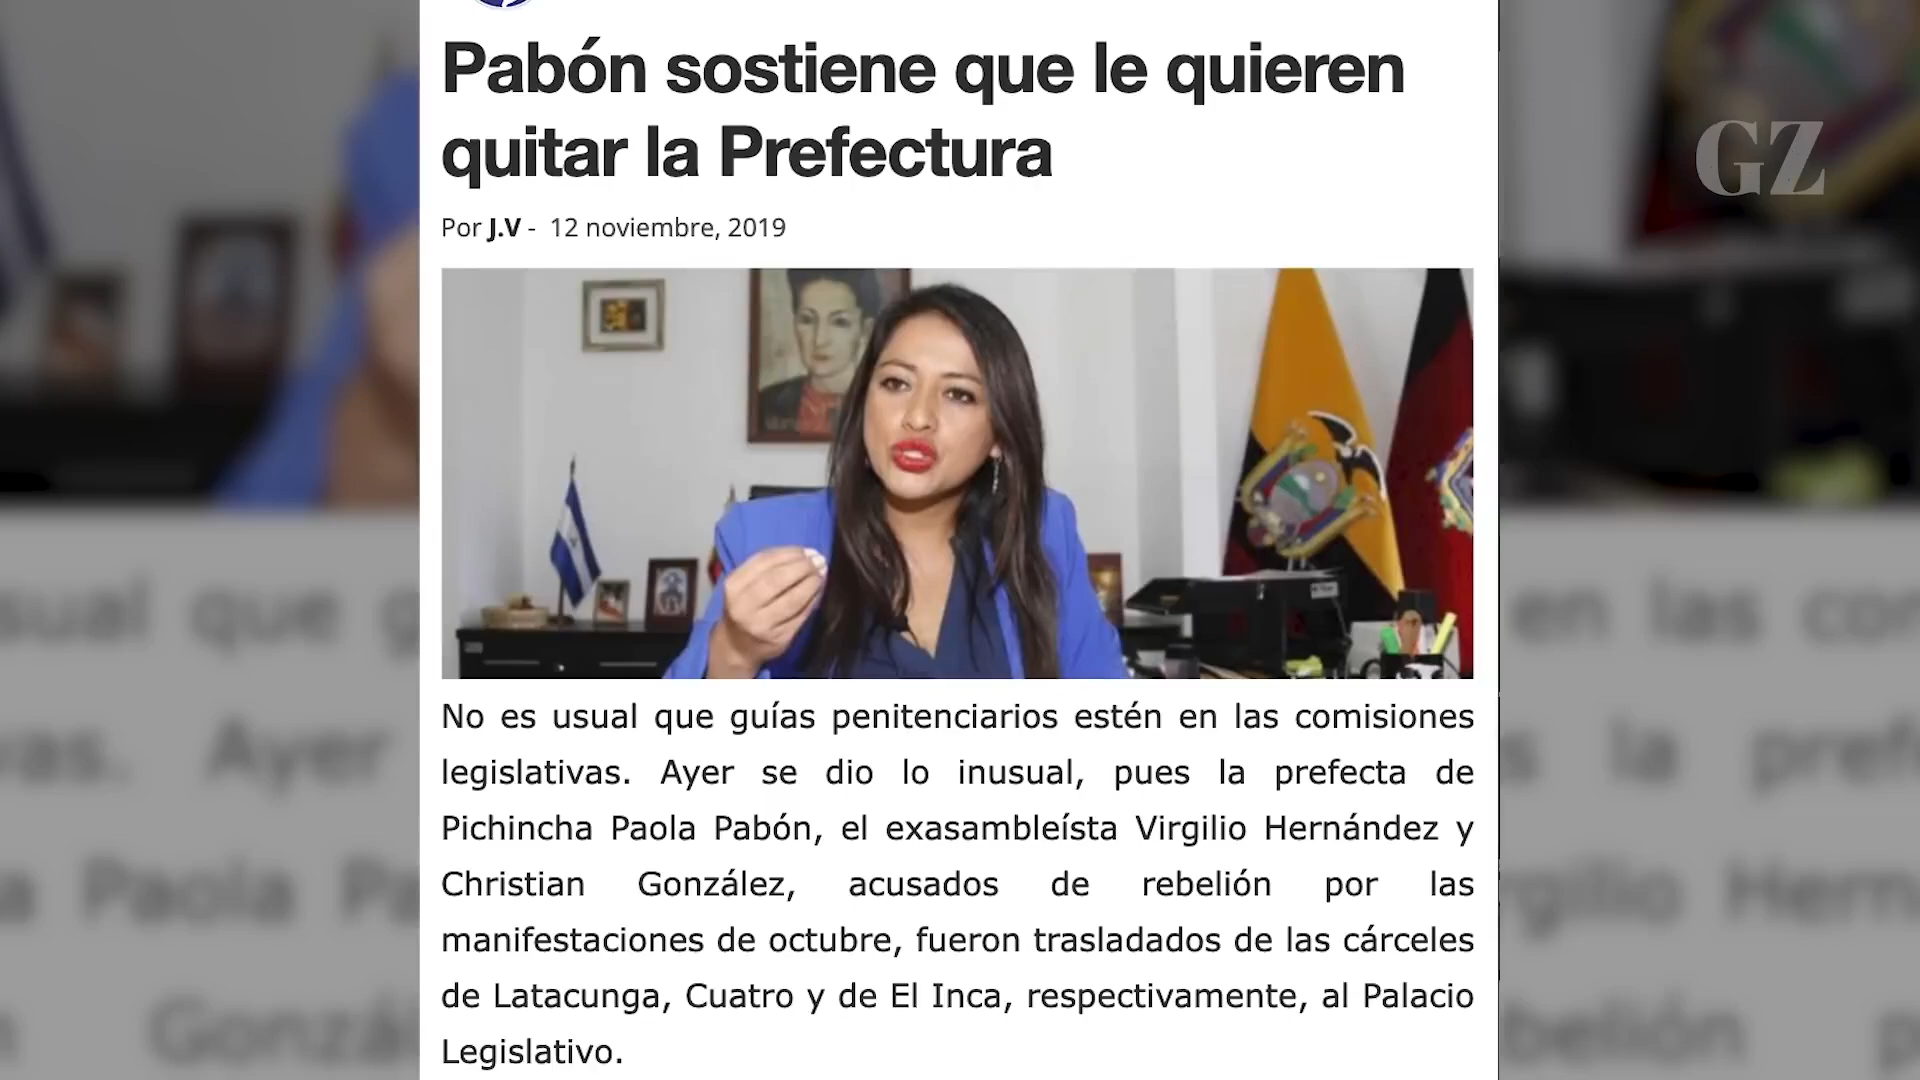 Pabón sostiene que le quieren
quitar la Prefectura
GZ
Por J.V - 12 noviembre, 2019
No es usual que guías penitenciarios estén en las comisiones
legislativas. Ayer se dio lo inusual, pues la prefecta de
Pichincha Paola Pabón, el exasambleísta Virgilio Hernández y
Christian González, acusados de rebelión por las
manifestaciones de octubre, fueron trasladados de las cárceles
de Latacunga, Cuatro y de El Inca, respectivamente, al Palacio
Legislativo.